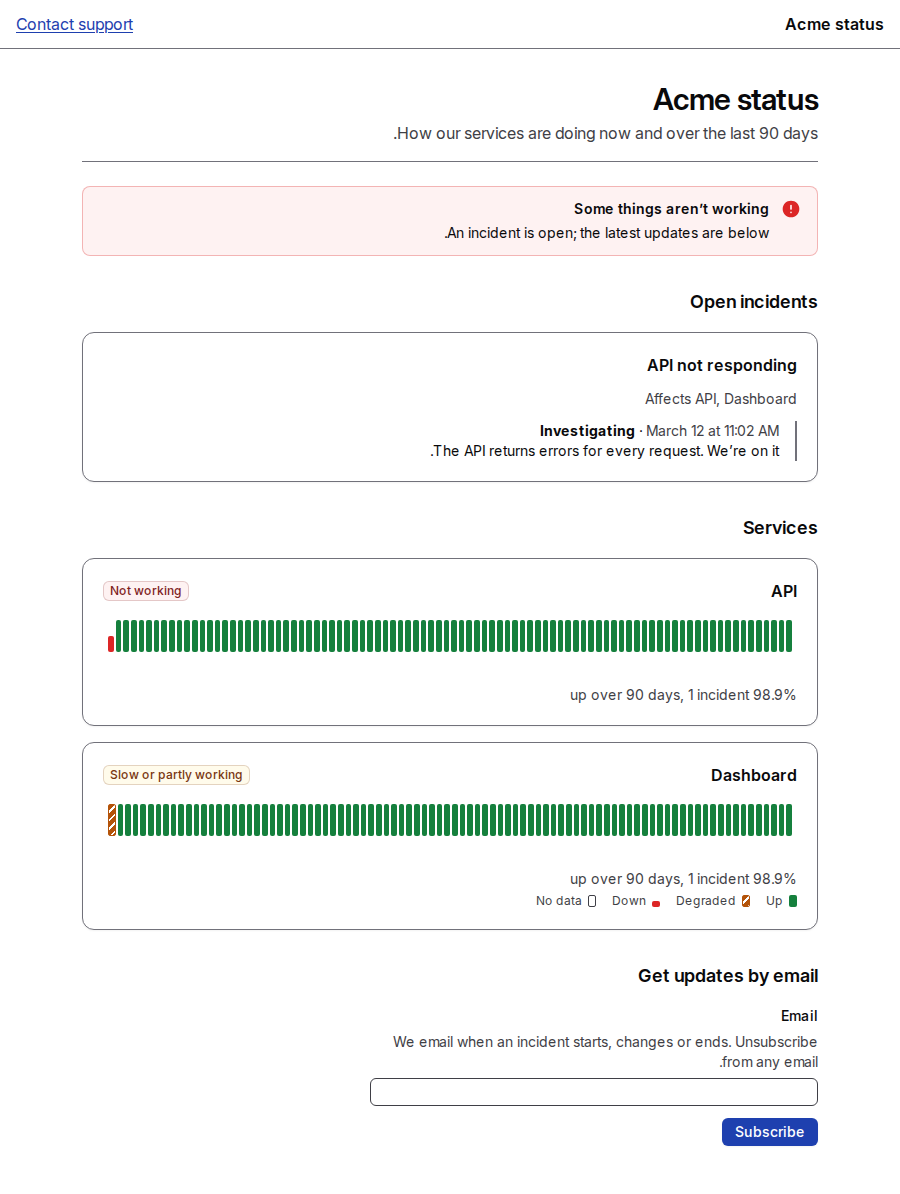 Acme status
Contact support
Acme status
How our services are doing now and over the last 90 days.
Some things aren’t working
An incident is open; the latest updates are below.
Open incidents
API not responding
Affects API, Dashboard
Investigating · March 12 at 11:02 AM
The API returns errors for every request. We’re on it.
Services
API
Not working
98.9% up over 90 days, 1 incident
Dashboard
Slow or partly working
98.9% up over 90 days, 1 incident
Up
Degraded
Down
No data
Get updates by email
Email
We email when an incident starts, changes or ends. Unsubscribe
from any email.
Subscribe